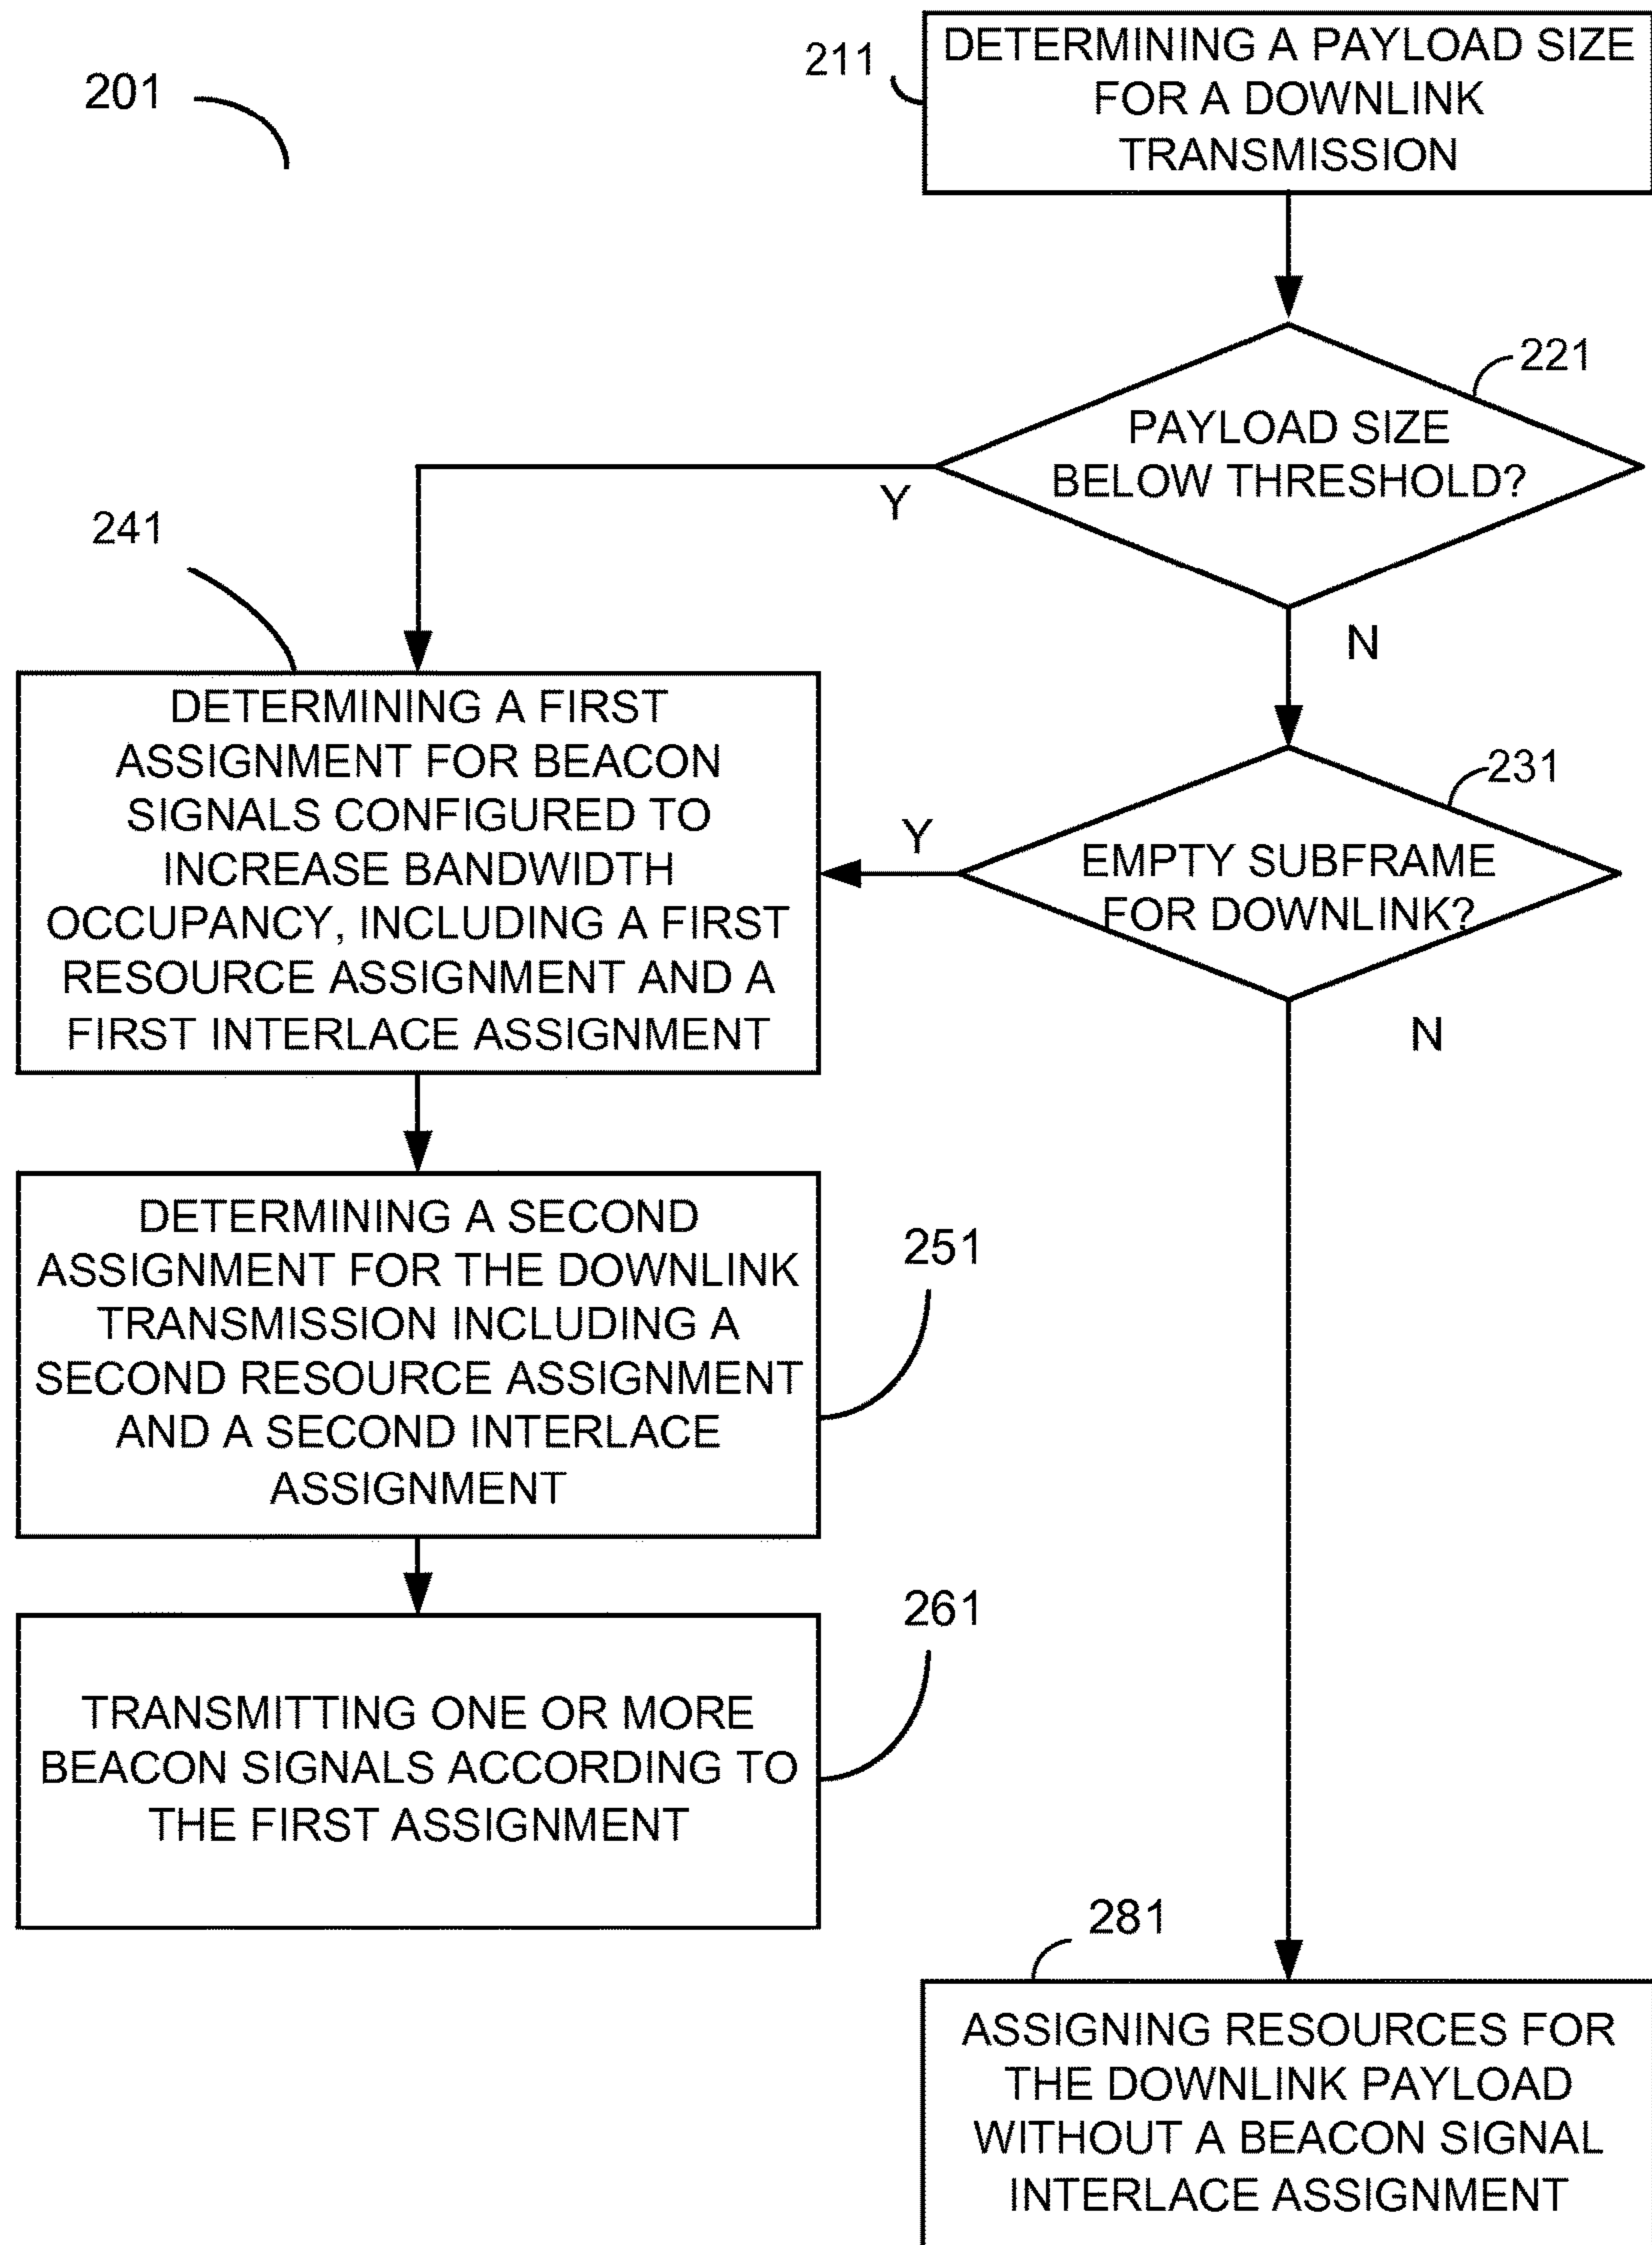 201
211
DETERMINING A PAYLOAD SIZE
FOR A DOWNLINK
TRANSMISSION
221
PAYLOAD SIZE
BELOW THRESHOLD?
Y
N
231
EMPTY SUBFRAME
FOR DOWNLINK?
Y
N
241
DETERMINING A FIRST
ASSIGNMENT FOR BEACON
SIGNALS CONFIGURED TO
INCREASE BANDWIDTH
OCCUPANCY, INCLUDING A FIRST
RESOURCE ASSIGNMENT AND A
FIRST INTERLACE ASSIGNMENT
DETERMINING A SECOND
ASSIGNMENT FOR THE DOWNLINK
TRANSMISSION INCLUDING A
SECOND RESOURCE ASSIGNMENT
AND A SECOND INTERLACE
ASSIGNMENT
251
TRANSMITTING ONE OR MORE
BEACON SIGNALS ACCORDING TO
THE FIRST ASSIGNMENT
261
281
ASSIGNING RESOURCES FOR
THE DOWNLINK PAYLOAD
WITHOUT A BEACON SIGNAL
INTERLACE ASSIGNMENT